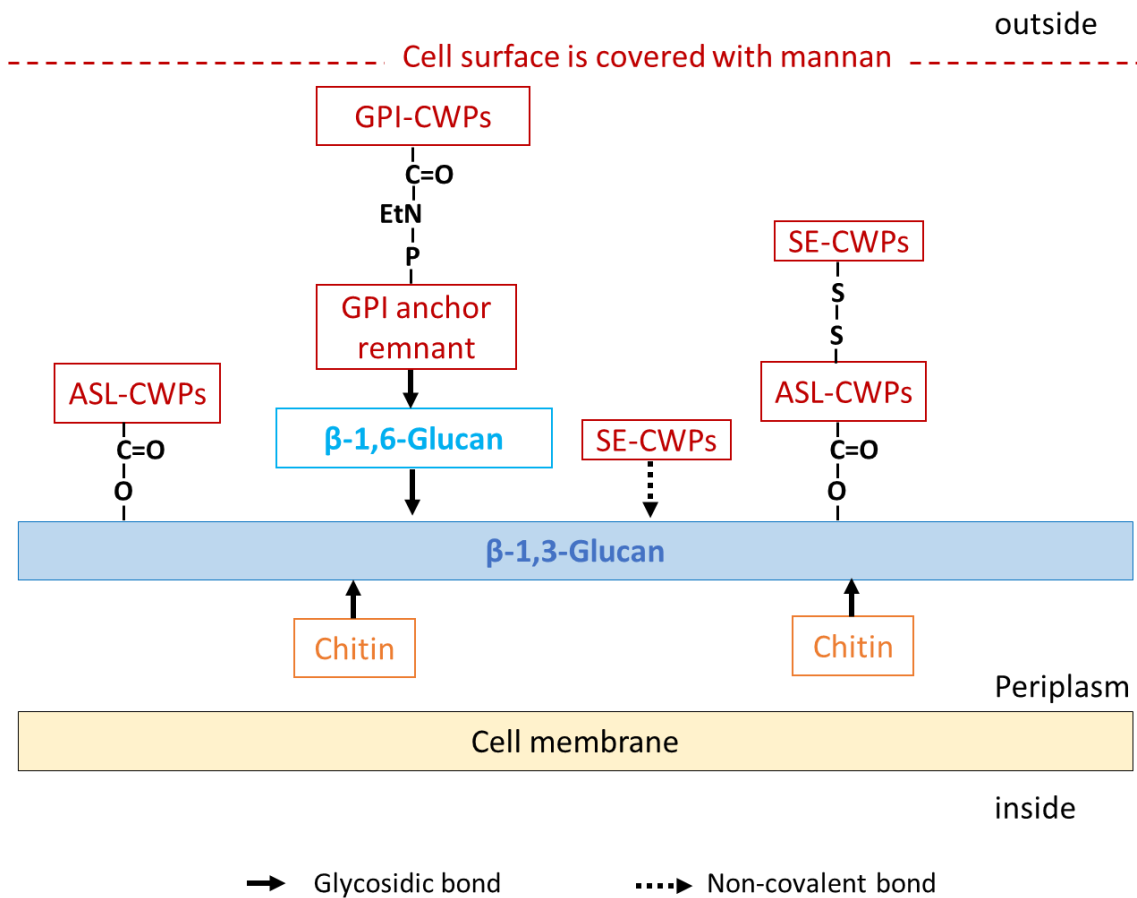 outside
Cell surface is covered with mannan
GPI-CWPs
C=O
EtN
P
GPI anchor
remnant
β-1,6-Glucan
ASL-CWPs
C=O
O
SE-CWPs
SE-CWPs
S
S
ASL-CWPs
C=O
O
β-1,3-Glucan
Chitin
Chitin
Periplasm
Cell membrane
inside
Glycosidic bond
Non-covalent bond